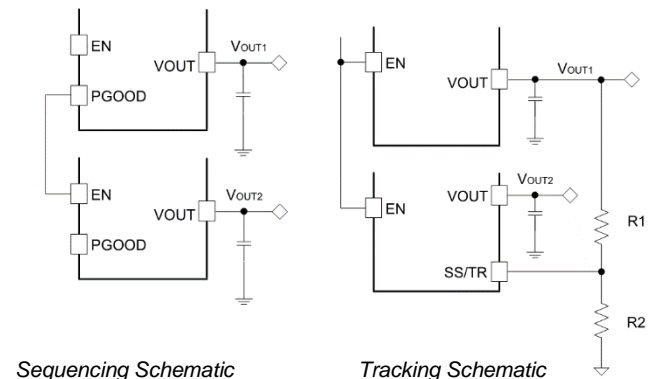 EN
VOUT
VOUT1
PGOOD
EN
VOUT
VOUT2
PGOOD
Sequencing Schematic
EN
VOUT
VOUT1
EN
VOUT
VOUT2
SS/TR
R1
R2
Tracking Schematic